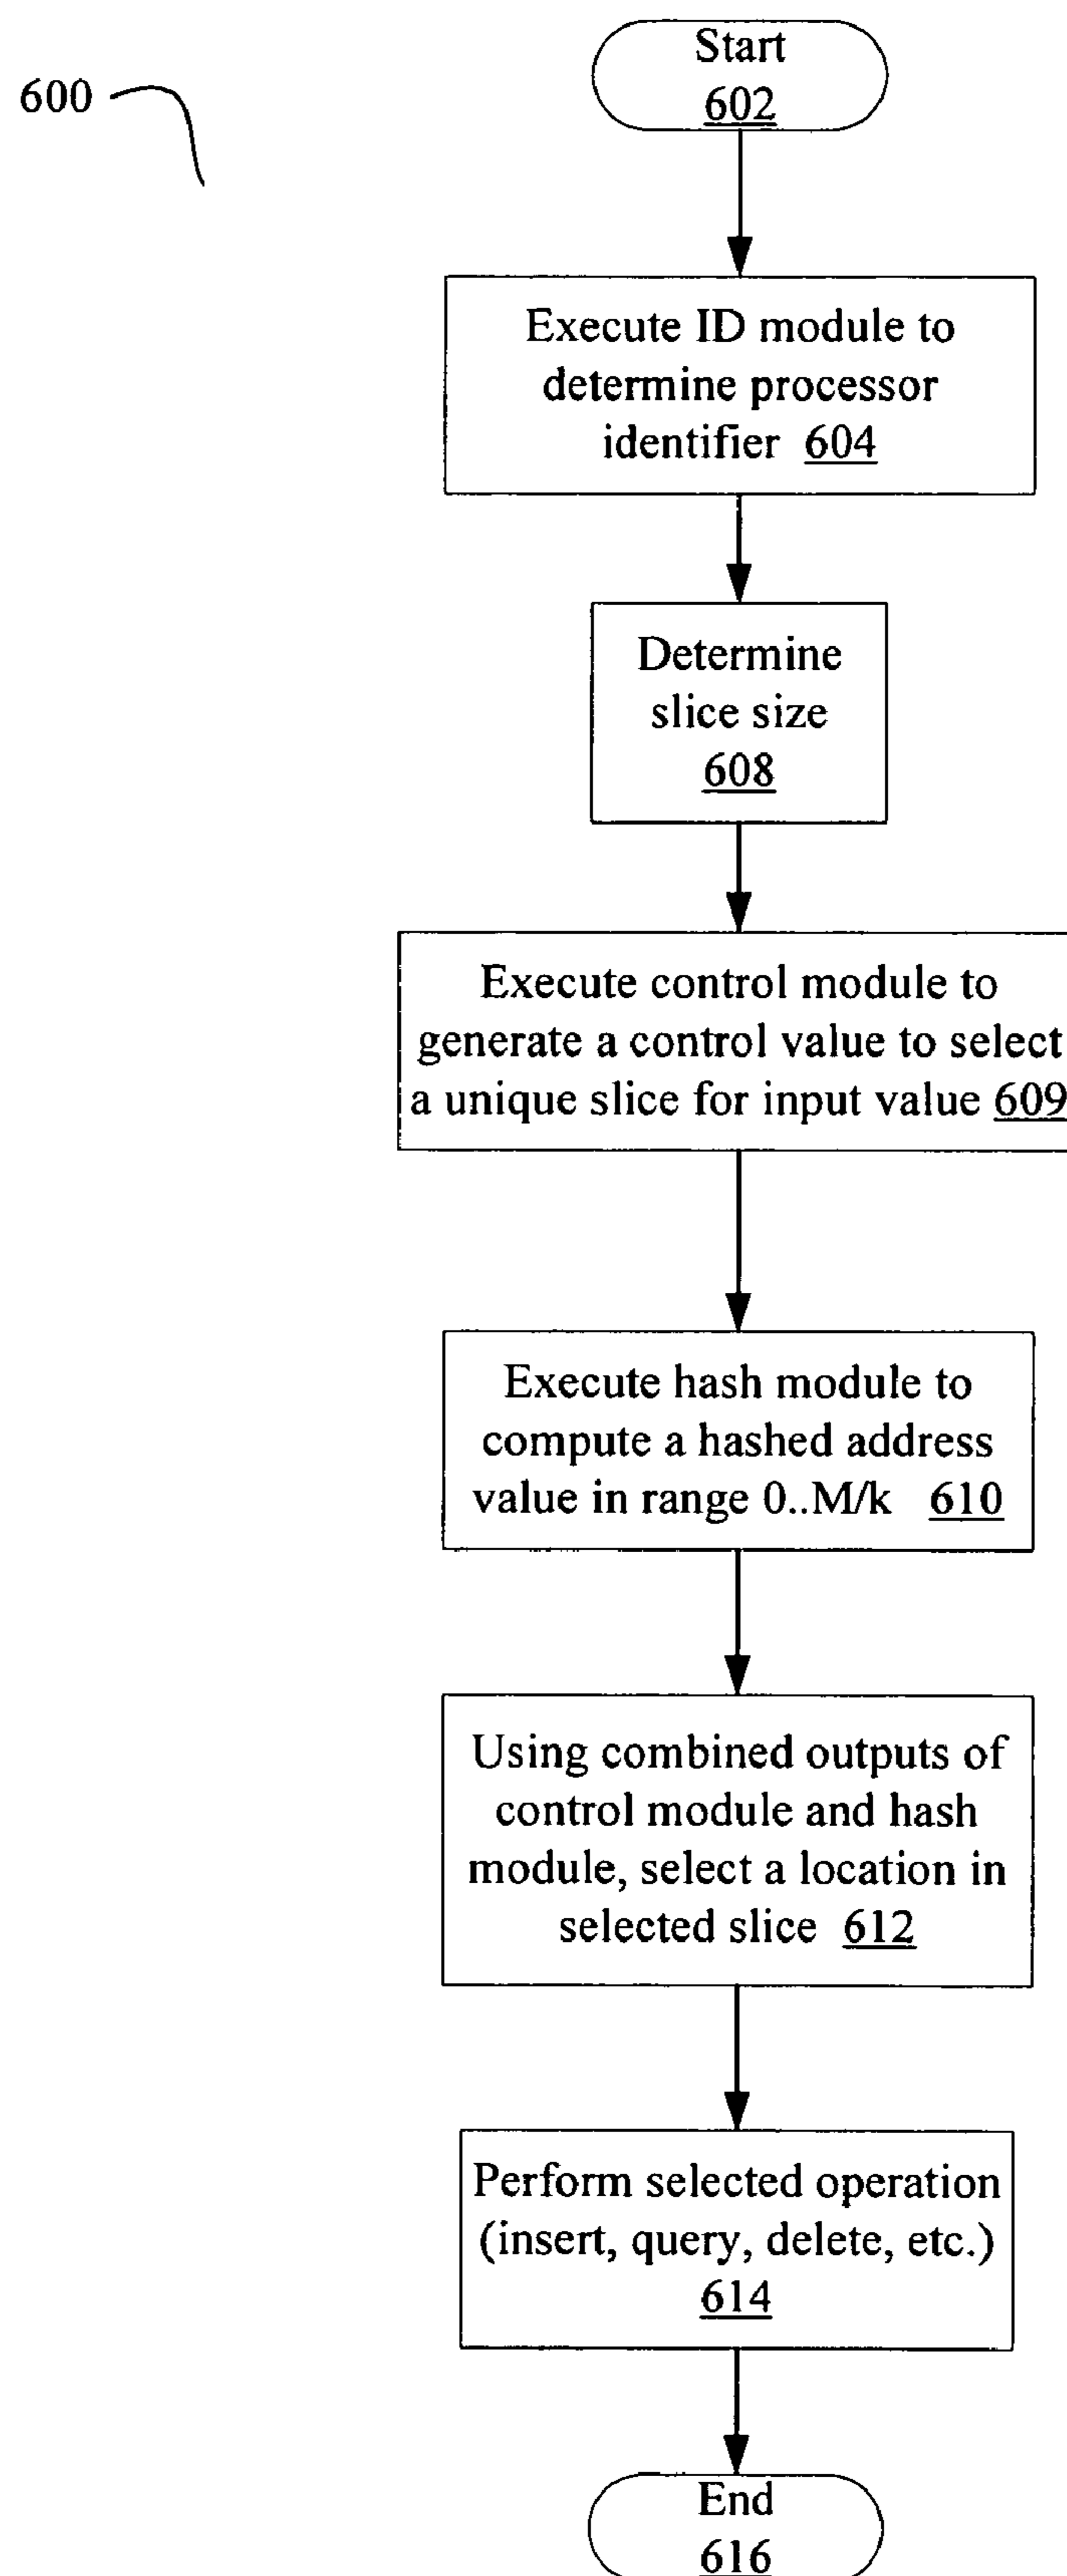 600
Start
602
Execute ID module to
determine processor
identifier 604
Determine
slice size
608
Execute control module to
generate a control value to select
a unique slice for input value 609
Execute hash module to
compute a hashed address
value in range 0..M/k 610
Using combined outputs of
control module and hash
module, select a location in
selected slice 612
Perform selected operation
(insert, query, delete, etc.)
614
End
616